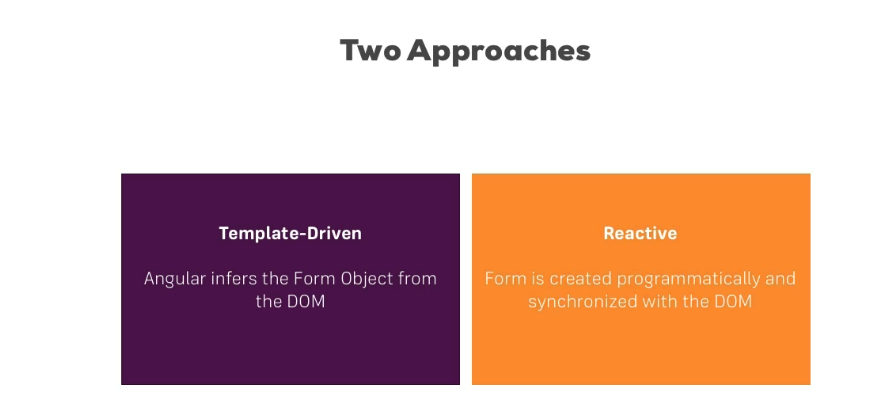 Two Approaches
Template-Driven
Angular infers the Form Object from
the DOM
Reactive
Form is created programmatically and
synchronized with the DOM